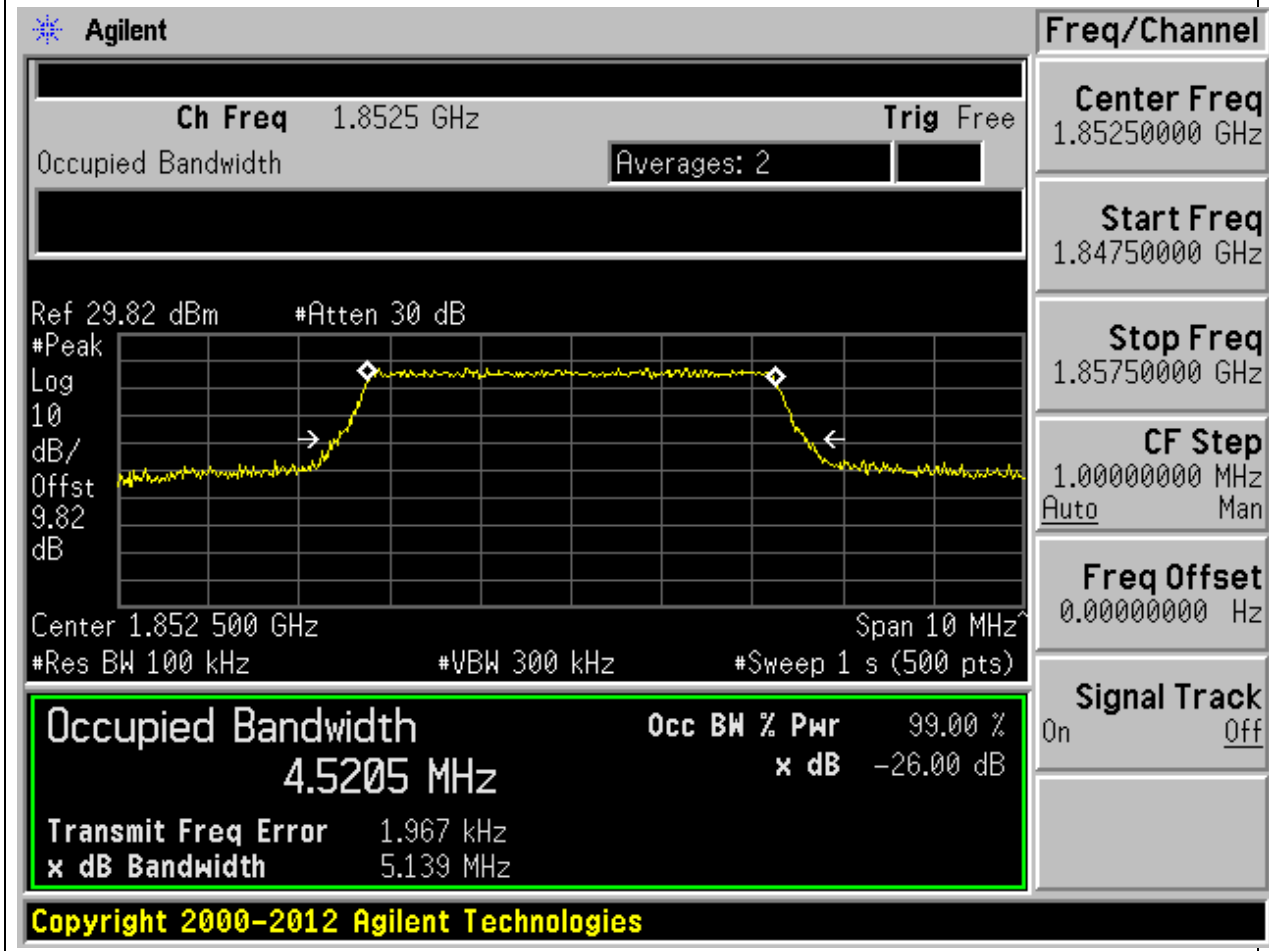 Agilent
Freq/Channel
Ch Freq 1.8525 GHz Trig Free
Occupied Bandwidth Averages: 2
Center Freq
1.85250000 GHz
Start Freq
1.84750000 GHz
Stop Freq
1.85750000 GHz
CF Step
1.00000000 MHz
Auto Man
Freq Offset
0.00000000 Hz
Signal Track
On Off
Ref 29.82 dBm #Atten 30 dB
#Peak
Log
10
dB/
Offst
9.82
dB
Center 1.852 500 GHz Span 10 MHz^
#Res BW 100 kHz #VBW 300 kHz #Sweep 1 s (500 pts)
Occupied Bandwidth Occ BW % Pwr 99.00 %
4.5205 MHz x dB -26.00 dB
Transmit Freq Error 1.967 kHz
x dB Bandwidth 5.139 MHz
Copyright 2000-2012 Agilent Technologies